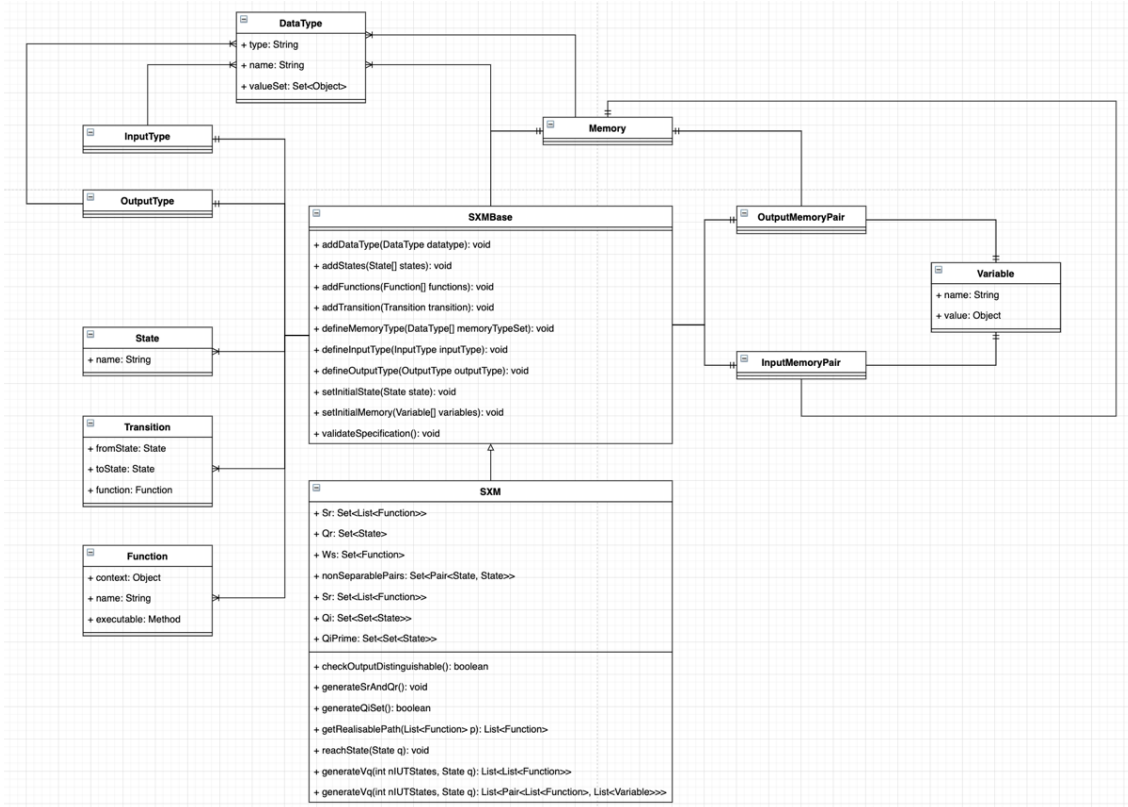 DataType
+ type: String
+ name: String
+ valueSet: Set<Object>
InputType
OutputType
Memory
SXMBase
+ addDataType(DataType datatype): void
+ addStates(State[] states): void
+ addFunctions(Function[] functions): void
+ addTransition(Transition transition): void
+ defineMemoryType(DataType[] memoryTypeSet): void
+ defineInputType(InputType inputType): void
+ defineOutputType(OutputType outputType): void
+ setInitialState(State state): void
+ setInitialMemory(Variable[] variables): void
+ validateSpecification(): void
OutputMemoryPair
Variable
+ name: String
+ value: Object
InputMemoryPair
State
+ name: String
Transition
+ fromState: State
+ toState: State
+ function: Function
Function
+ context: Object
+ name: String
+ executable: Method
SXM
+ Sr: Set<List<Function>>
+ Qr: Set<State>
+ Ws: Set<Function>
+ nonSeparablePairs: Set<Pair<State, State>>
+ Sr: Set<List<Function>>
+ Qi: Set<Set<State>>
+ QiPrime: Set<Set<State>>
+ checkOutputDistinguishable(): boolean
+ generateSrAndQr(): void
+ generateQiSet(): boolean
+ getRealisablePath(List<Function> p): List<Function>
+ reachState(State q): void
+ generateVq(int nIUTStates, State q): List<List<Function>>
+ generateVq(int nIUTStates, State q): List<Pair<List<Function>, List<Variable>>>